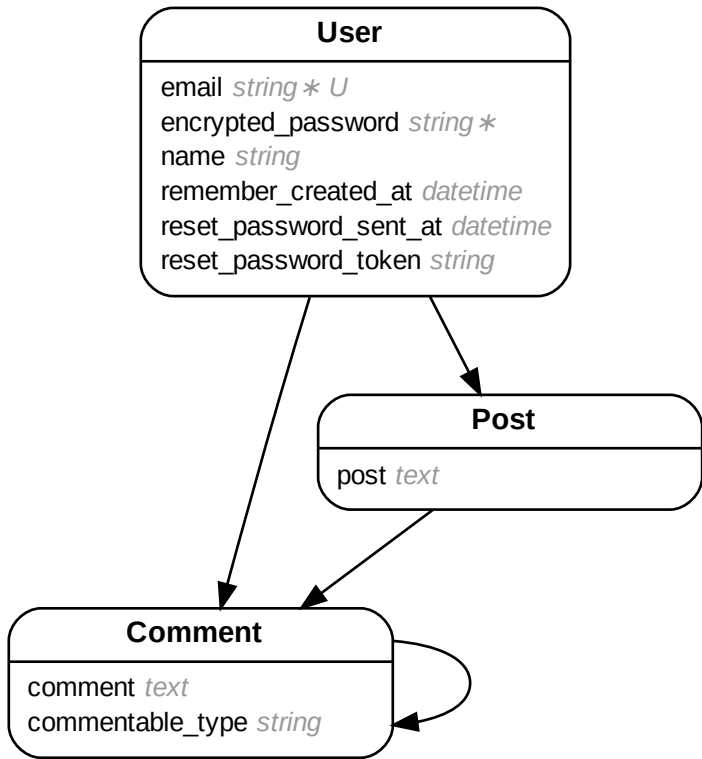 User
email string∗ U
encrypted_password string∗
name string
remember_created_at datetime
reset_password_sent_at datetime
reset_password_token string
Post
post text
Comment
comment text
commentable_type string